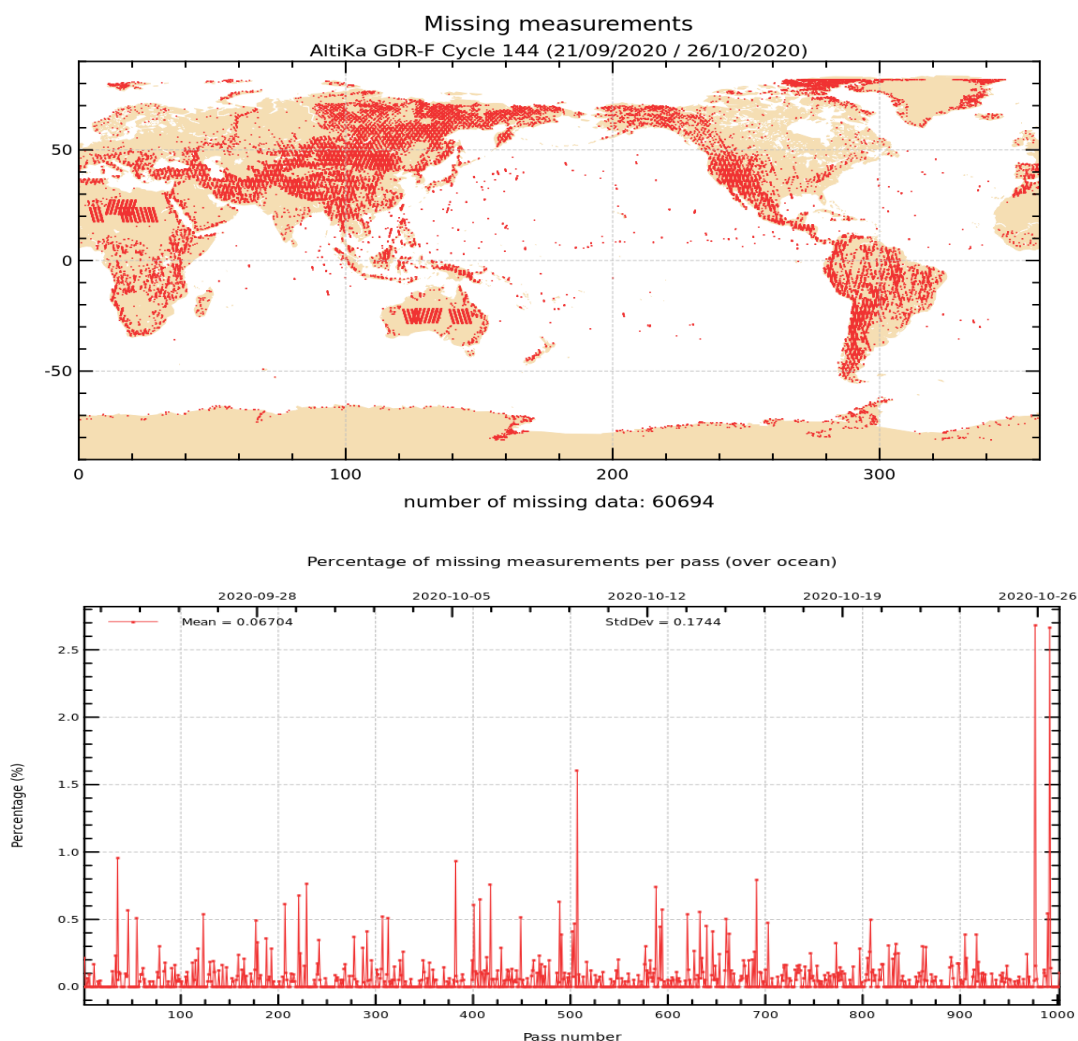 Missing measurements
AltiKa GDR-F Cycle 144 (21/09/2020 / 26/10/2020)
50
0
-50
0 100 200 300
number of missing data: 60694
Percentage of missing measurements per pass (over ocean)
2020-09-28 2020-10-05 2020-10-12 2020-10-19 2020-10-26
Mean = 0.06704 StdDev = 0.1744
2.5
2.0
1.5
1.0
0.5
0.0
Percentage (%)
100 200 300 400 500 600 700 800 900 1000
Pass number